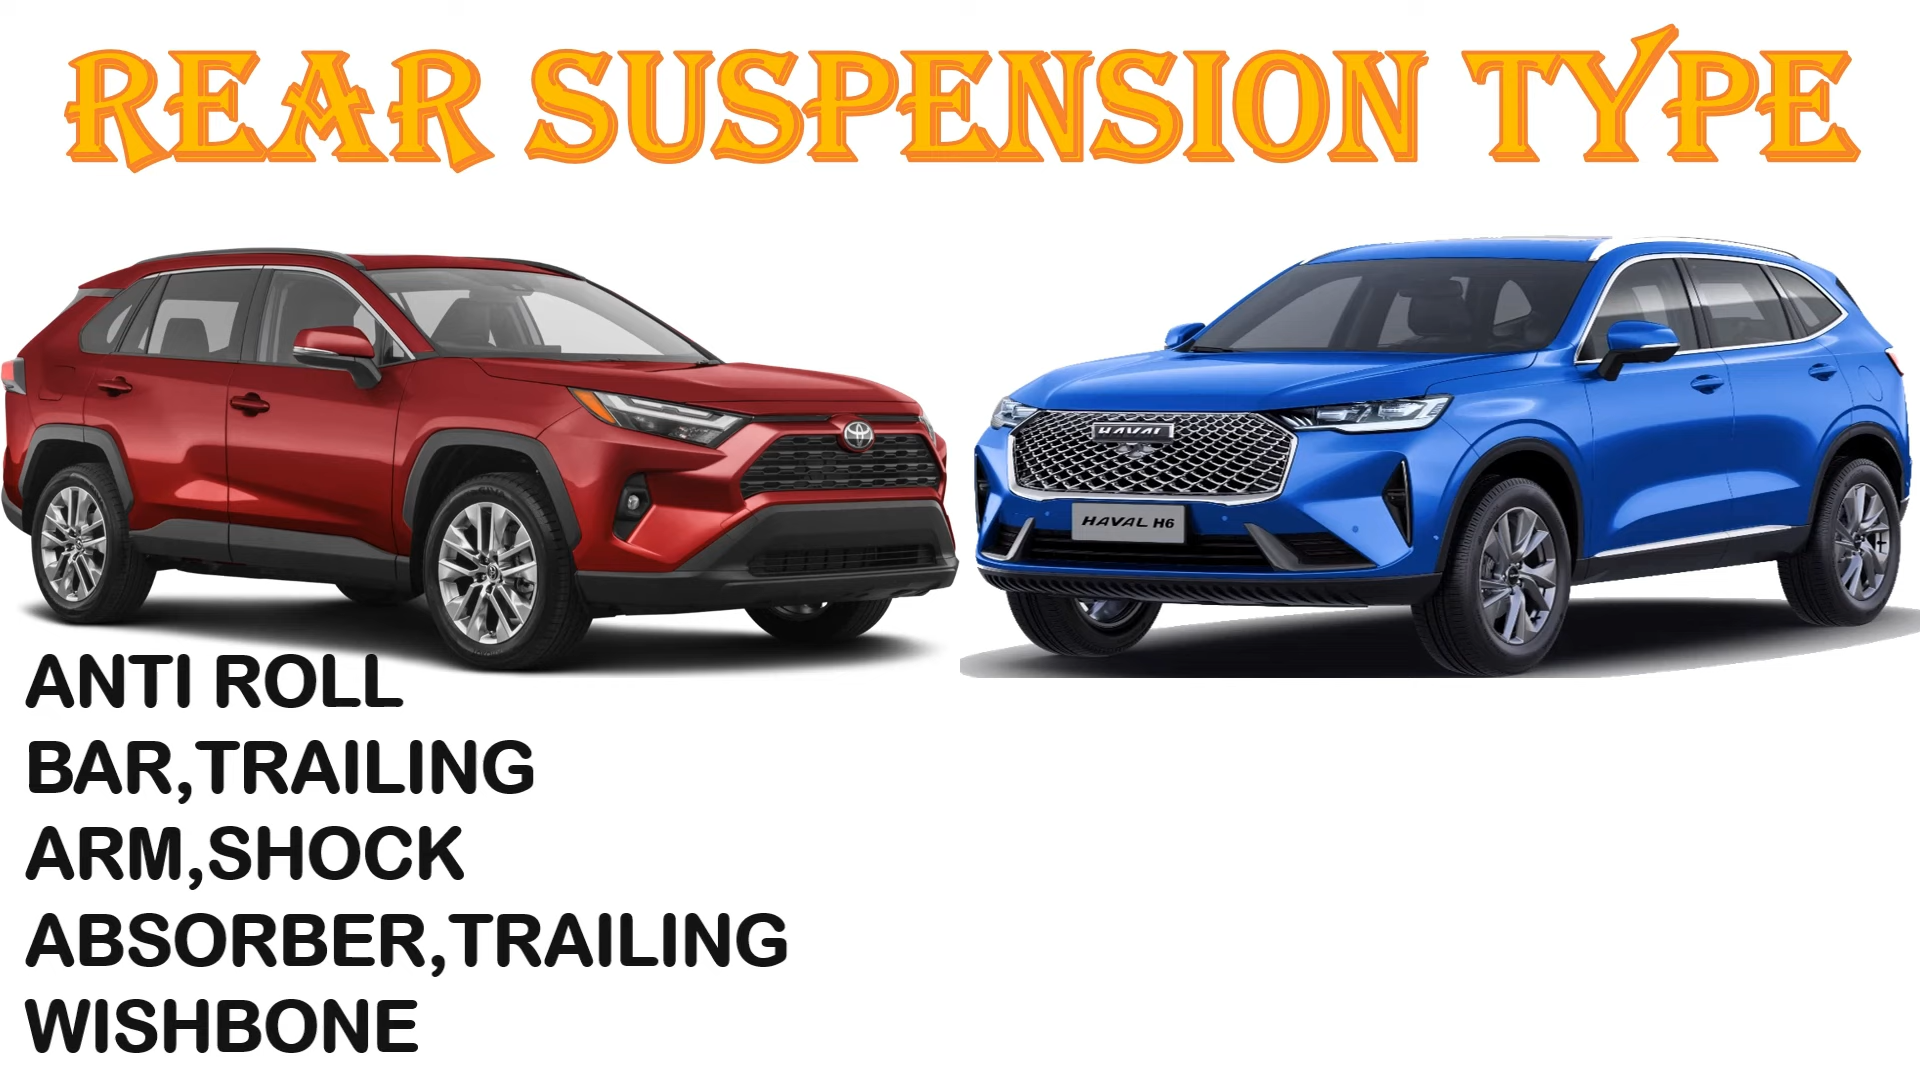 REAR SUSPENSION TYPE
HAVAL
HAVAL H6
ANTI ROLL
BAR,TRAILING
ARM,SHOCK
ABSORBER,TRAILING
WISHBONE